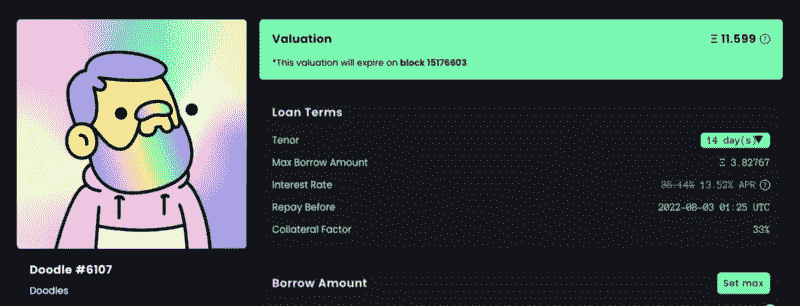 Valuation
Ξ 11.599 ?
*This valuation will expire on block 15176603.
Loan Terms
Tenor
14 day(s)
Max Borrow Amount
Ξ 3.82767
Interest Rate
13.52% APR ?
Repay Before
2022-08-03 01:25 UTC
Collateral Factor
33%
Doodle #6107
Doodles
Borrow Amount
Set max